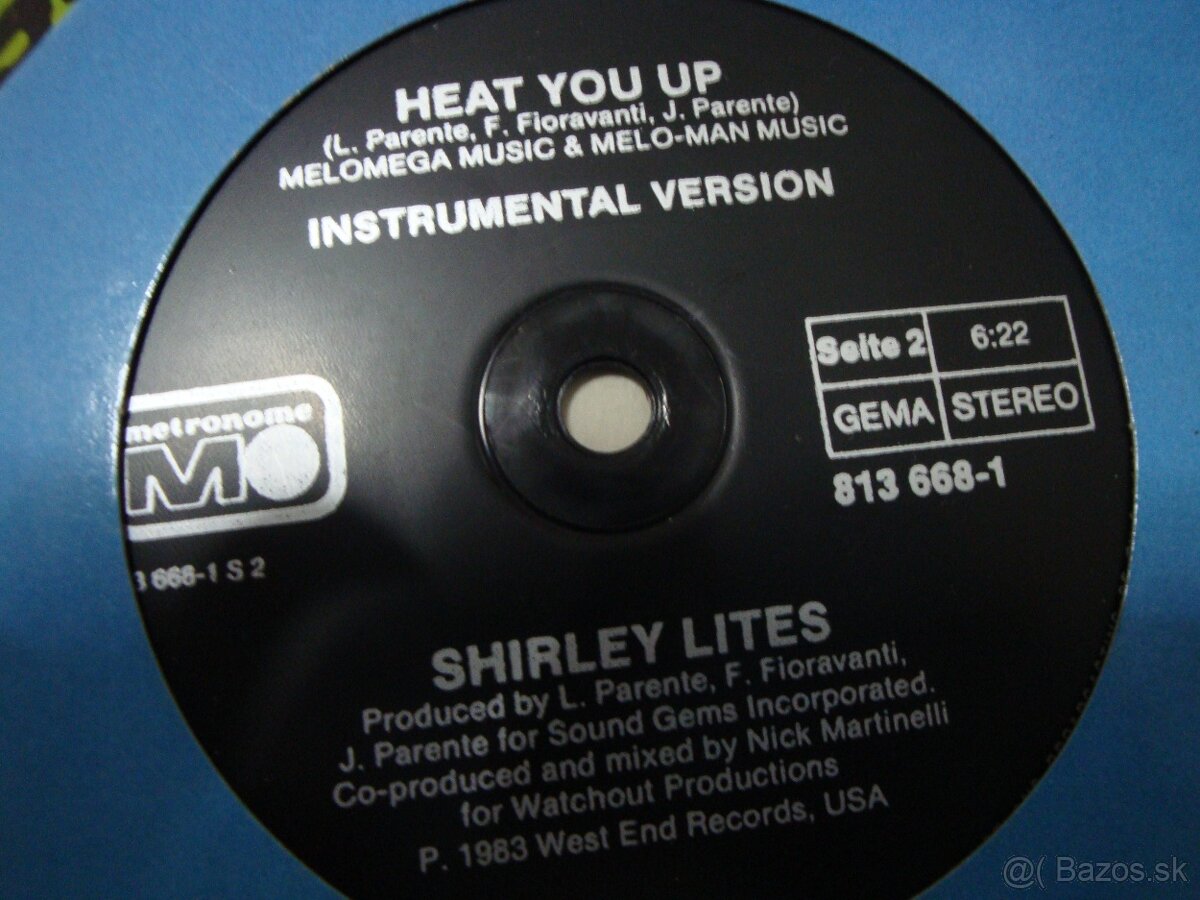 HEAT YOU UP
(L. Parente, F. Fioravanti, J. Parente)
MELOMEGA MUSIC & MELO-MAN MUSIC
INSTRUMENTAL VERSION
Seite 2
6:22
GEMA
STEREO
813 668-1
metronome
MO
3 668-1 S 2
SHIRLEY LITES
Produced by L. Parente, F. Fioravanti,
J. Parente for Sound Gems Incorporated.
Co-produced and mixed by Nick Martinelli
for Watchout Productions
P. 1983 West End Records, USA
@( Bazos.sk